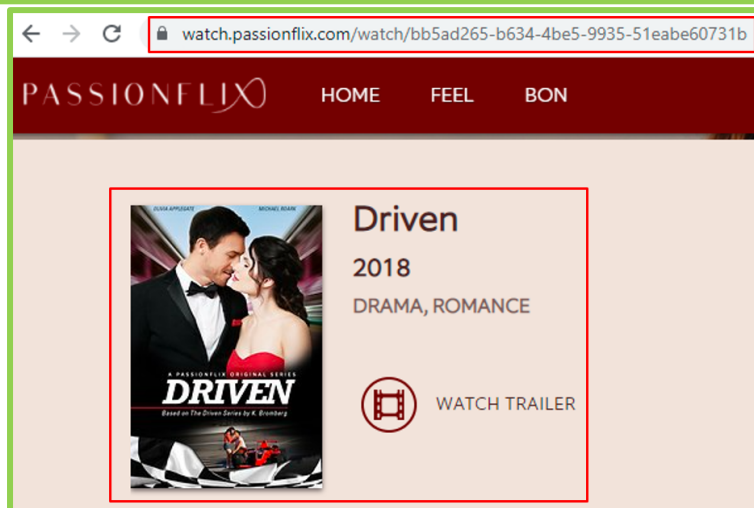 watch.passionflix.com/watch/bb5ad265-b634-4be5-9935-51eabe60731b
PASSIONFLIX HOME FEEL BON
OLIVIA APPLEGATE MICHAEL ROARK
Driven
2018
DRAMA, ROMANCE
A PASSIONFLIX ORIGINAL SERIES
DRIVEN
Based on The Driven Series by K. Bromberg
WATCH TRAILER